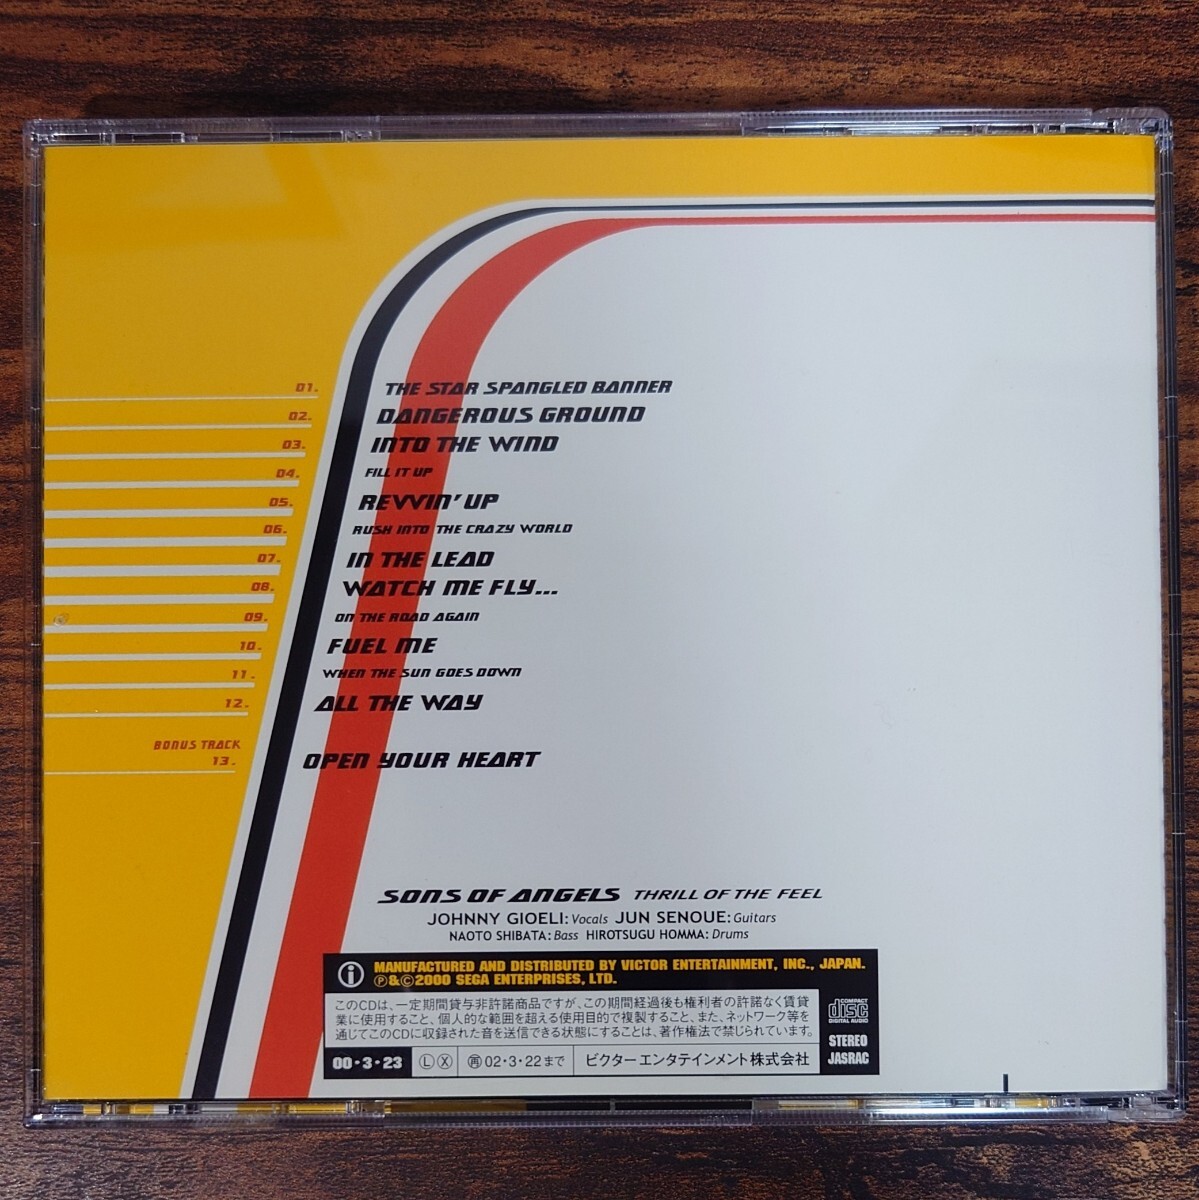 01. THE STAR SPANGLED BANNER
02. DANGEROUS GROUND
03. INTO THE WIND
04. FILL IT UP
05. REVVIN' UP
06. RUSH INTO THE CRAZY WORLD
07. IN THE LEAD
08. WATCH ME FLY...
09. ON THE ROAD AGAIN
10. FUEL ME
11. WHEN THE SUN GOES DOWN
12. ALL THE WAY
BONUS TRACK
13. OPEN YOUR HEART
SONS OF ANGELS THRILL OF THE FEEL
JOHNNY GIOELI: Vocals JUN SENOUE: Guitars
NAOTO SHIBATA: Bass HIROTSUGU HOMMA: Drums
MANUFACTURED AND DISTRIBUTED BY VICTOR ENTERTAINMENT, INC., JAPAN.
Ⓟ&©2000 SEGA ENTERPRISES, LTD.
このCDは、一定期間貸与非許諾商品ですが、この期間経過後も権利者の許諾なく賃貸
業に使用すること、個人的な範囲を超える使用目的で複製すること、また、ネットワーク等を
通じてこのCDに収録された音を送信できる状態にすることは、著作権法で禁じられています。
COMPACT
disc
DIGITAL AUDIO
STEREO
JASRAC
00・3・23 Ⓛ Ⓧ ㊞02・3・22まで ビクターエンタテインメント株式会社